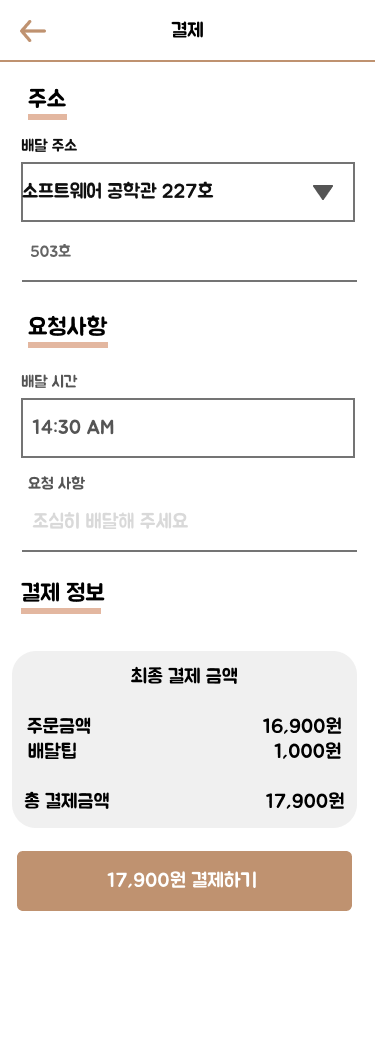 결제
주소
배달 주소
소프트웨어 공학관 227호
503호
요청사항
배달 시간
14:30 AM
요청 사항
조심히 배달해 주세요
결제 정보
최종 결제 금액
주문금액 16,900원
배달팁 1,000원
총 결제금액 17,900원
17,900원 결제하기